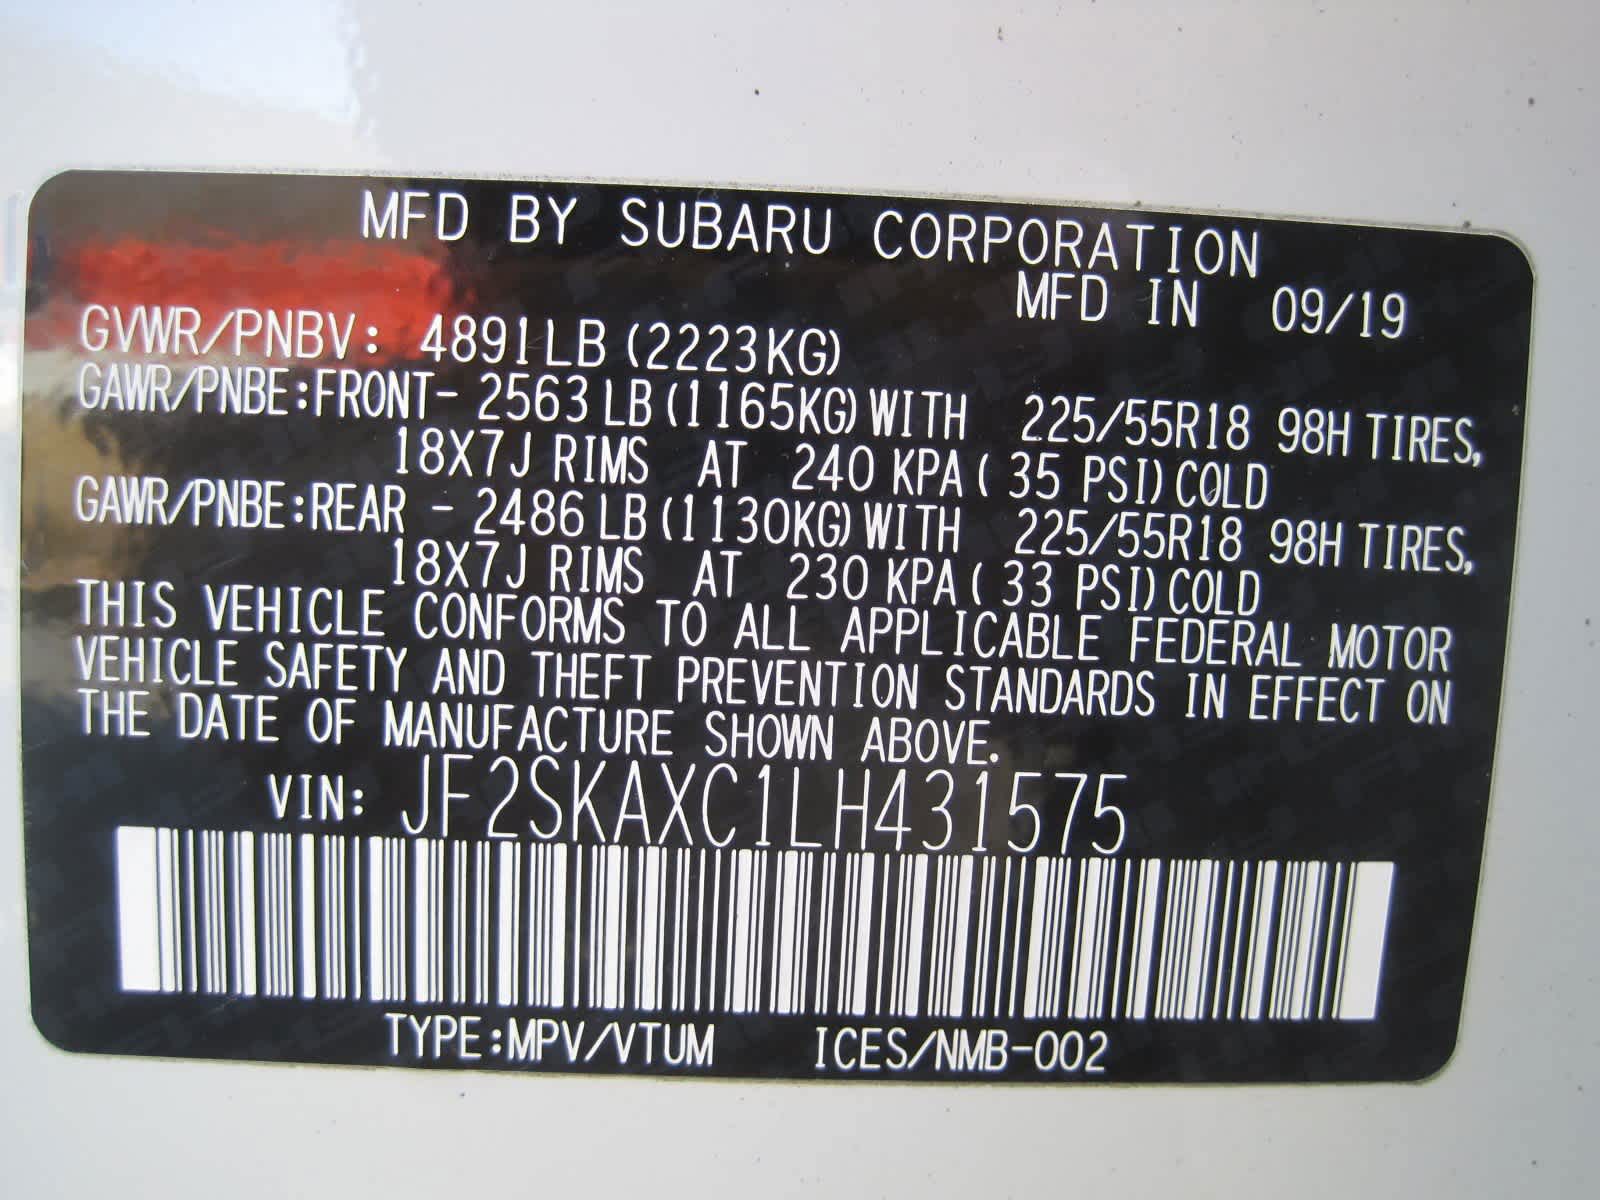 MFD BY SUBARU CORPORATION
MFD IN 09/19
GVWR/PNBV: 4891LB (2223KG)
GAWR/PNBE:FRONT- 2563LB(1165KG)WITH 225/55R18 98H TIRES,
18X7J RIMS AT 240 KPA( 35 PSI)COLD
GAWR/PNBE:REAR - 2486LB(1130KG)WITH 225/55R18 98H TIRES,
18X7J RIMS AT 230 KPA( 33 PSI)COLD
THIS VEHICLE CONFORMS TO ALL APPLICABLE FEDERAL MOTOR
VEHICLE SAFETY AND THEFT PREVENTION STANDARDS IN EFFECT ON
THE DATE OF MANUFACTURE SHOWN ABOVE.
VIN: JF2SKAXC1LH431575
TYPE:MPV/VTUM ICES/NMB-002